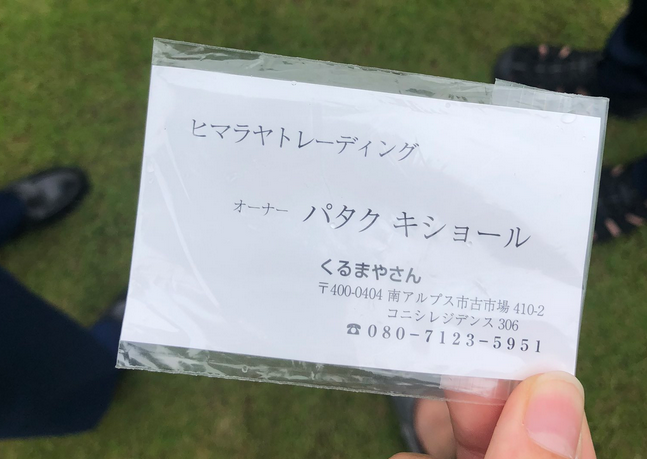 ヒマラヤトレーディング
オーナー パタク キショール
くるまやさん
〒400-0404 南アルプス市古市場 410-2
コニシレジデンス 306
☎080-7123-5951